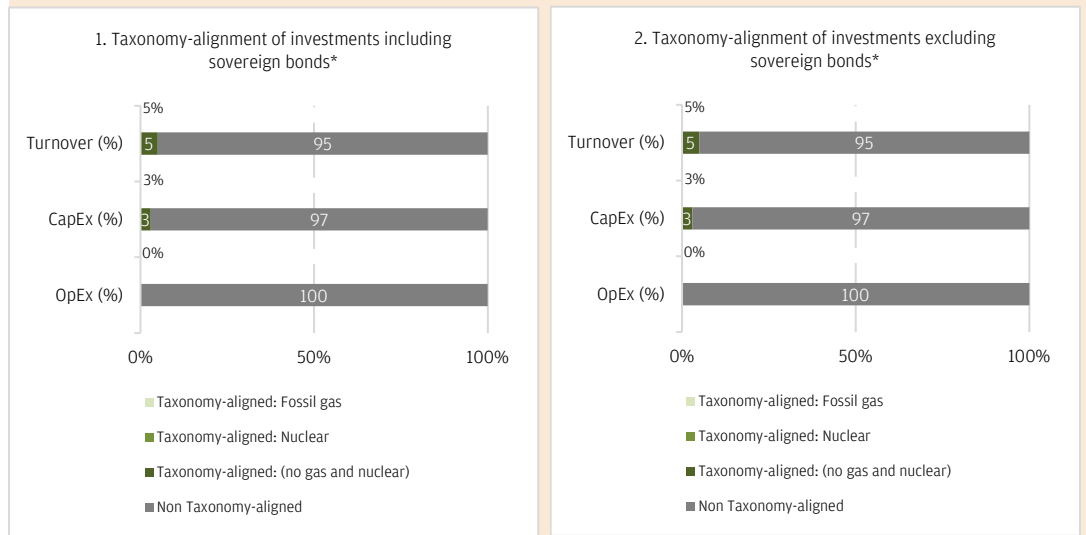 1. Taxonomy-alignment of investments including
sovereign bonds*
5%
Turnover (%)
5
95
3%
CapEx (%)
3
97
0%
OpEx (%)
100
0%
50%
100%
Taxonomy-aligned: Fossil gas
Taxonomy-aligned: Nuclear
Taxonomy-aligned: (no gas and nuclear)
Non Taxonomy-aligned
2. Taxonomy-alignment of investments excluding
sovereign bonds*
5%
Turnover (%)
5
95
3%
CapEx (%)
3
97
0%
OpEx (%)
100
0%
50%
100%
Taxonomy-aligned: Fossil gas
Taxonomy-aligned: Nuclear
Taxonomy-aligned: (no gas and nuclear)
Non Taxonomy-aligned